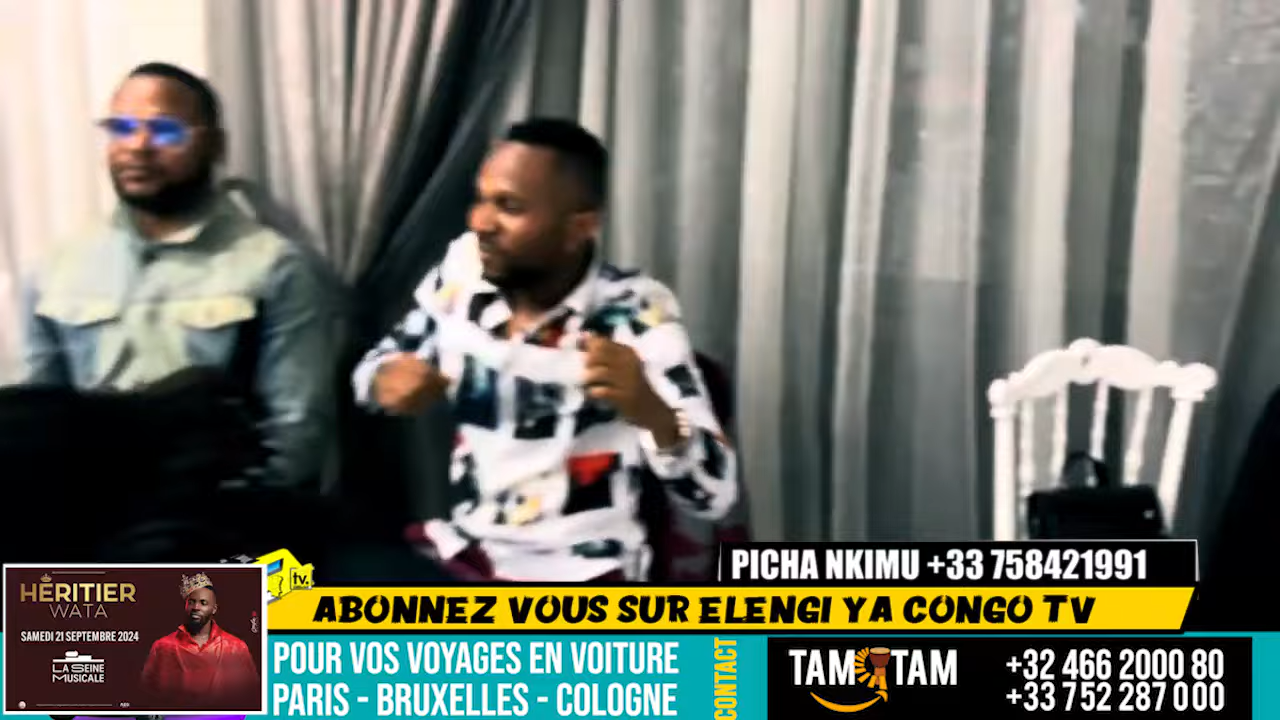 PICHA NKIMU +33 758421991
tv.
ABONNEZ VOUS SUR ELENGI YA CONGO TV
HÉRITIER
WATA
SAMEDI 21 SEPTEMBRE 2024
LA SEINE
MUSICALE
POUR VOS VOYAGES EN VOITURE
PARIS - BRUXELLES - COLOGNE
CONTACT
TAM TAM
+32 466 2000 80
+33 752 287 000